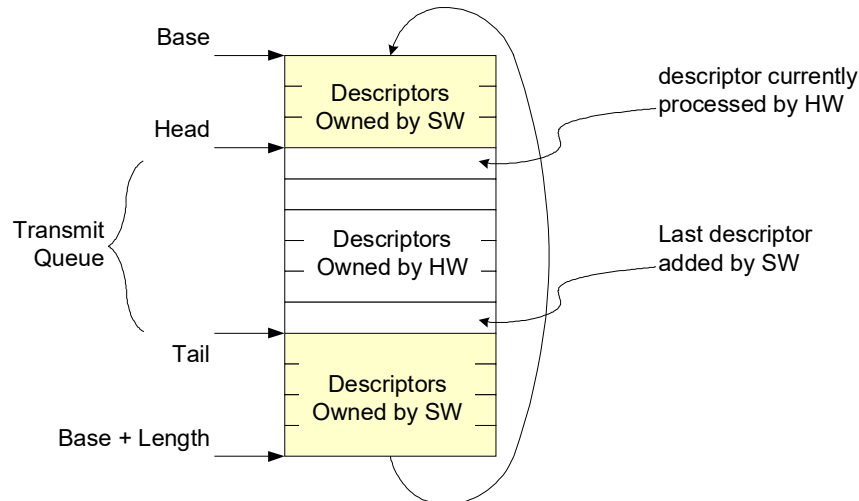 Base
Descriptors
Owned by SW
descriptor currently
processed by HW
Head
Transmit
Queue
Descriptors
Owned by HW
Last descriptor
added by SW
Tail
Descriptors
Owned by SW
Base + Length